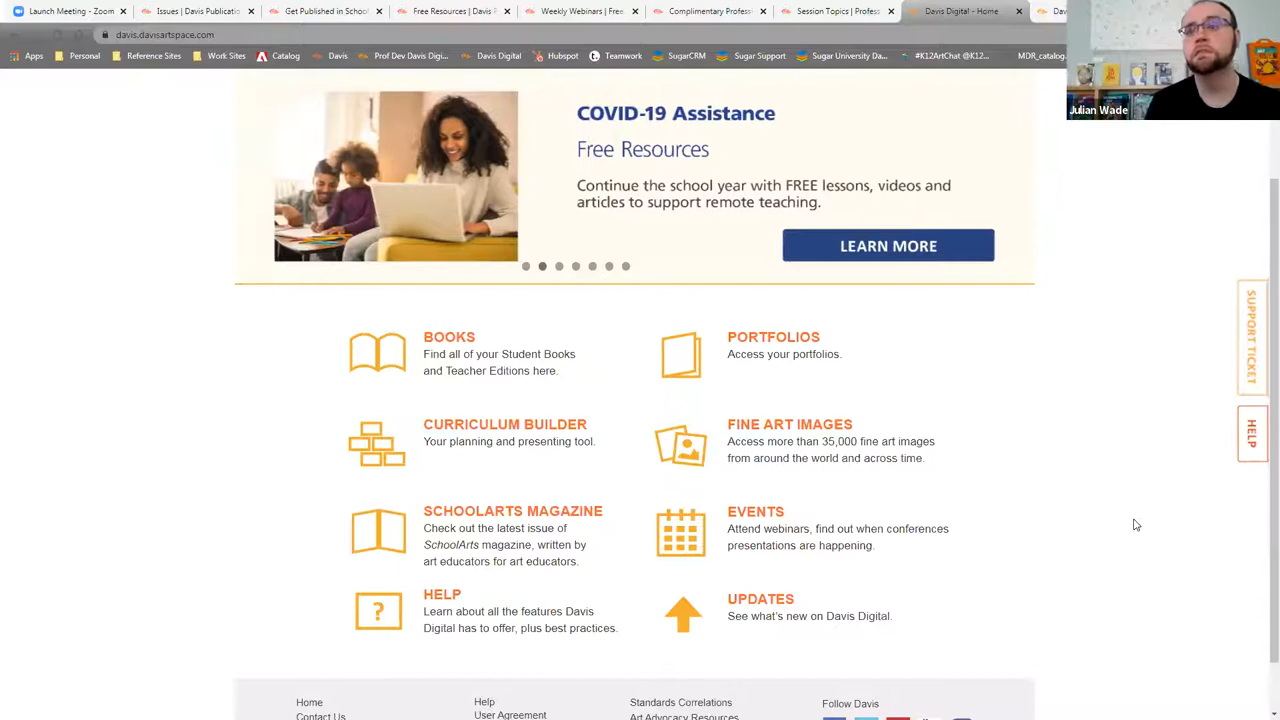 Launch Meeting - Zoom
Issues | Davis Publicatio
Get Published in School
Free Resources | Davis P
Weekly Webinars | Free
Complimentary Profes
Session Topics | Profess
Davis Digital - Home
Dav
davis.davisartspace.com
Apps
Personal
Reference Sites
Work Sites
Catalog
Davis
Prof Dev Davis Digi...
Davis Digital
Hubspot
Teamwork
SugarCRM
Sugar Support
Sugar University Da...
#K12ArtChat @K12...
MDR_catalog
Julian Wade
COVID-19 Assistance
Free Resources
Continue the school year with FREE lessons, videos and
articles to support remote teaching.
LEARN MORE
BOOKS
Find all of your Student Books
and Teacher Editions here.
PORTFOLIOS
Access your portfolios.
CURRICULUM BUILDER
Your planning and presenting tool.
FINE ART IMAGES
Access more than 35,000 fine art images
from around the world and across time.
SCHOOLARTS MAGAZINE
Check out the latest issue of
SchoolArts magazine, written by
art educators for art educators.
EVENTS
Attend webinars, find out when conferences
presentations are happening.
?
HELP
Learn about all the features Davis
Digital has to offer, plus best practices.
UPDATES
See what's new on Davis Digital.
SUPPORT TICKET
HELP
Home
Contact Us
Help
User Agreement
Standards Correlations
Art Advocacy Resources
Follow Davis